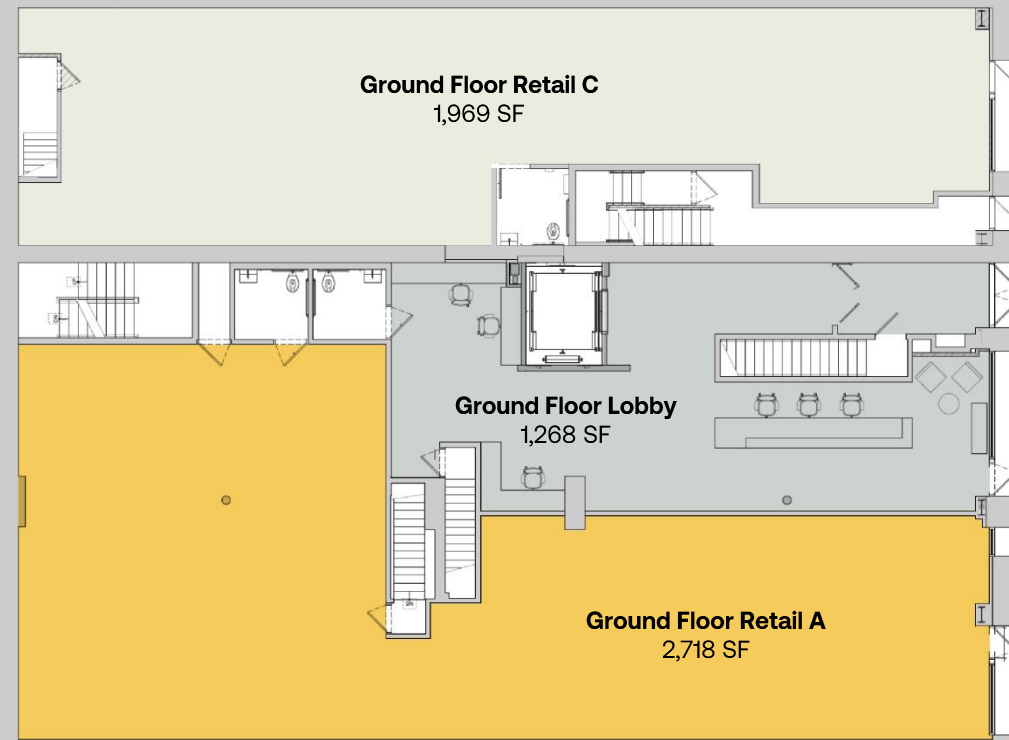 Ground Floor Retail C
1,969 SF
Ground Floor Lobby
1,268 SF
Ground Floor Retail A
2,718 SF